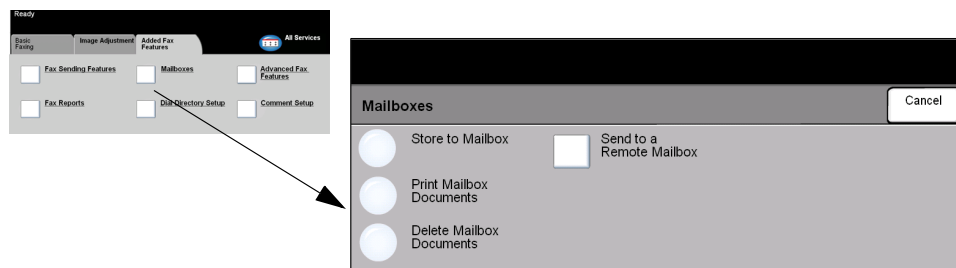 Ready
Basic
Faxing
Image Adjustment
Added Fax
Features
All Services
Fax Sending Features
Mailboxes
Advanced Fax
Features
Fax Reports
Dial Directory Setup
Comment Setup
Mailboxes
Cancel
Store to Mailbox
Send to a
Remote Mailbox
Print Mailbox
Documents
Delete Mailbox
Documents